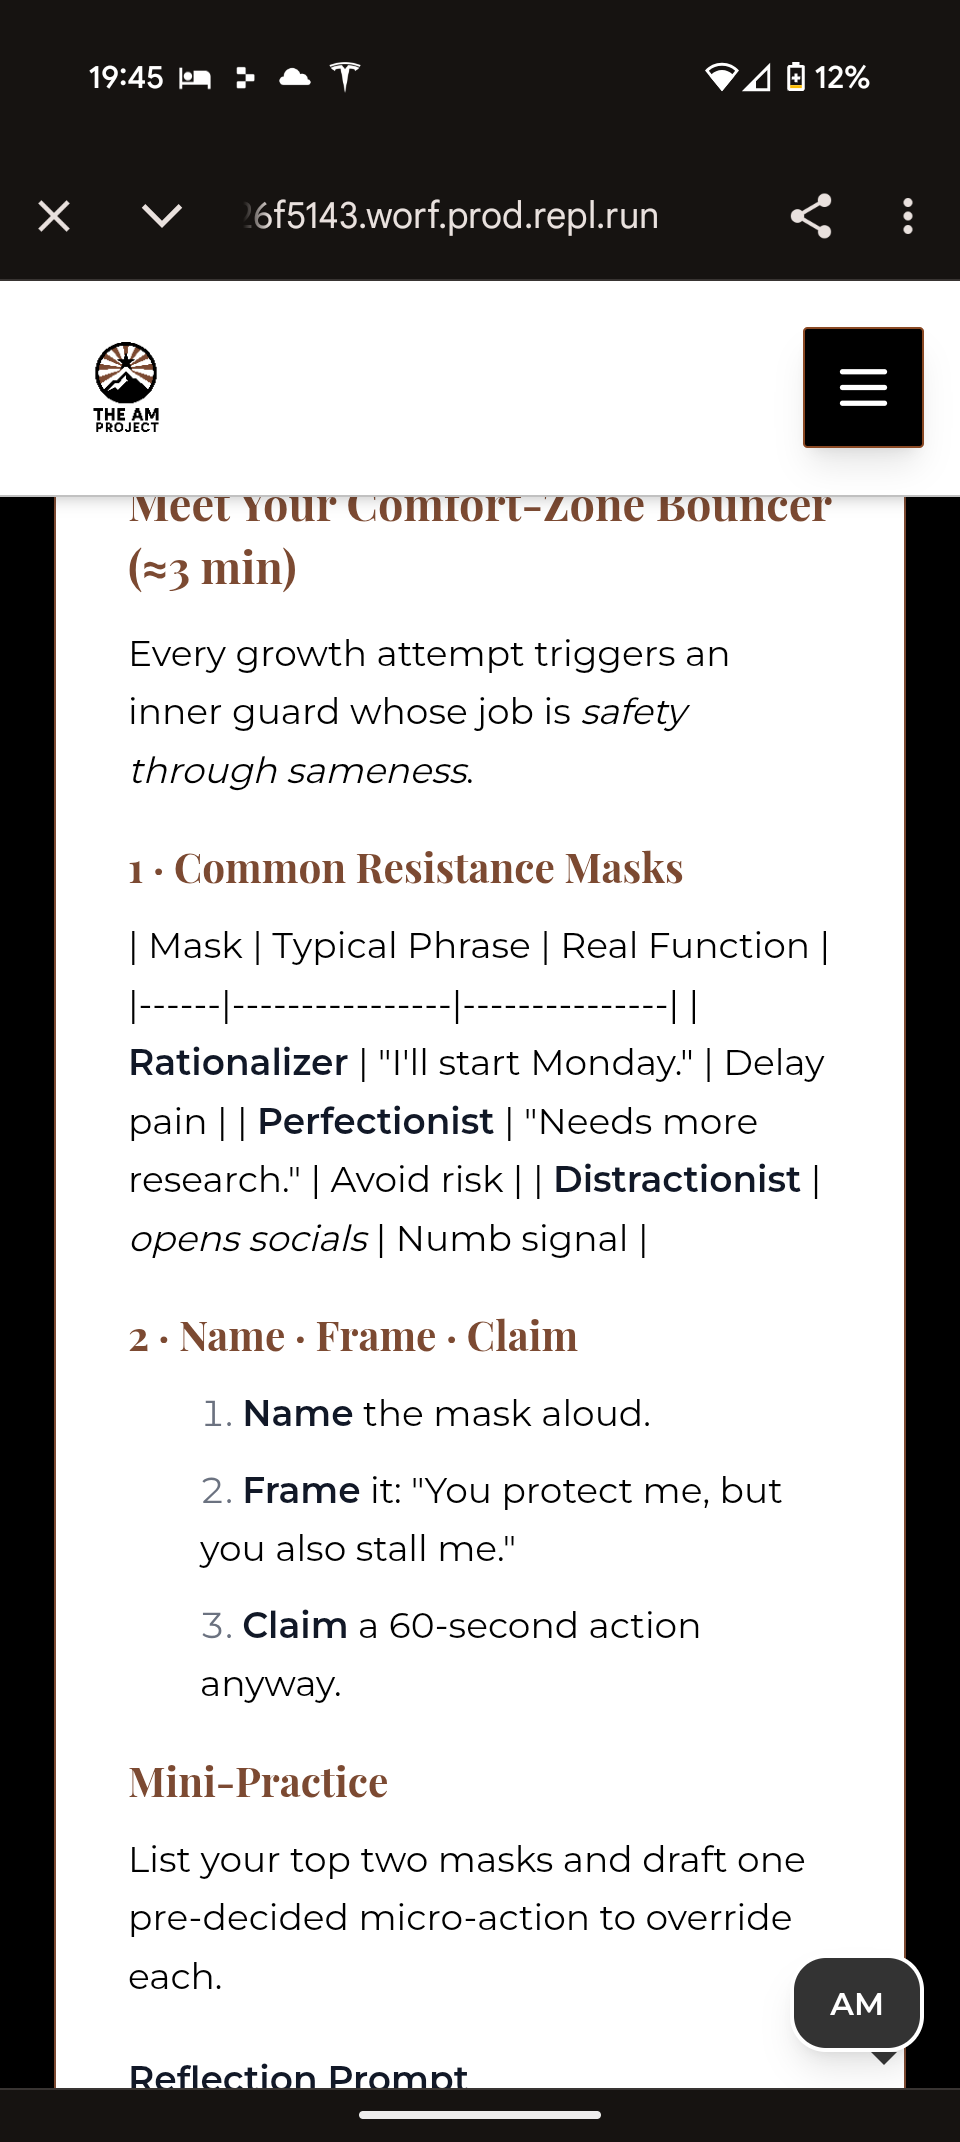 19:45
12%
26f5143.worf.prod.repl.run
THE AM
PROJECT
Meet Your Comfort-Zone Bouncer
(≈3 min)
Every growth attempt triggers an
inner guard whose job is safety
through sameness.
1 · Common Resistance Masks
| Mask | Typical Phrase | Real Function |
|------|----------------|---------------| |
Rationalizer | "I'll start Monday." | Delay
pain | | Perfectionist | "Needs more
research." | Avoid risk | | Distractionist |
opens socials | Numb signal |
2 · Name · Frame · Claim
1. Name the mask aloud.
2. Frame it: "You protect me, but
you also stall me."
3. Claim a 60-second action
anyway.
Mini-Practice
List your top two masks and draft one
pre-decided micro-action to override
each.
AM
Reflection Prompt